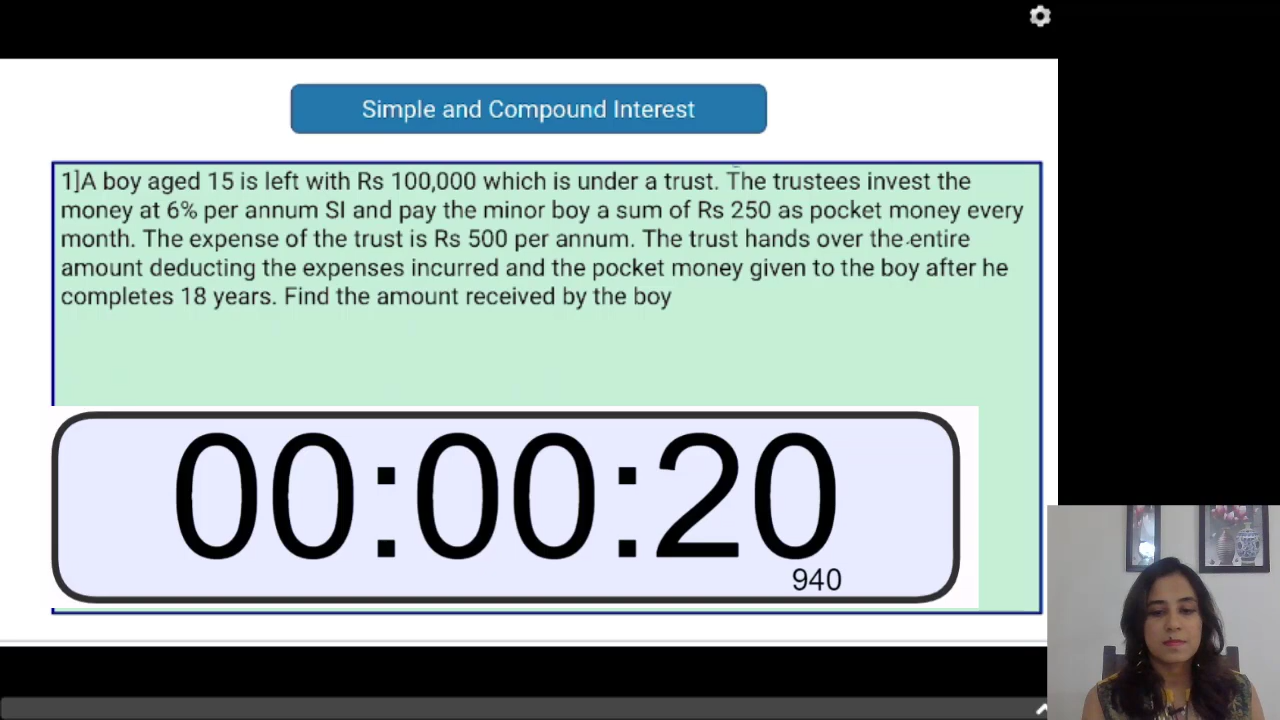 Simple and Compound Interest
1]A boy aged 15 is left with Rs 100,000 which is under a trust. The trustees invest the
money at 6% per annum SI and pay the minor boy a sum of Rs 250 as pocket money every
month. The expense of the trust is Rs 500 per annum. The trust hands over the entire
amount deducting the expenses incurred and the pocket money given to the boy after he
completes 18 years. Find the amount received by the boy
00:00:20
940